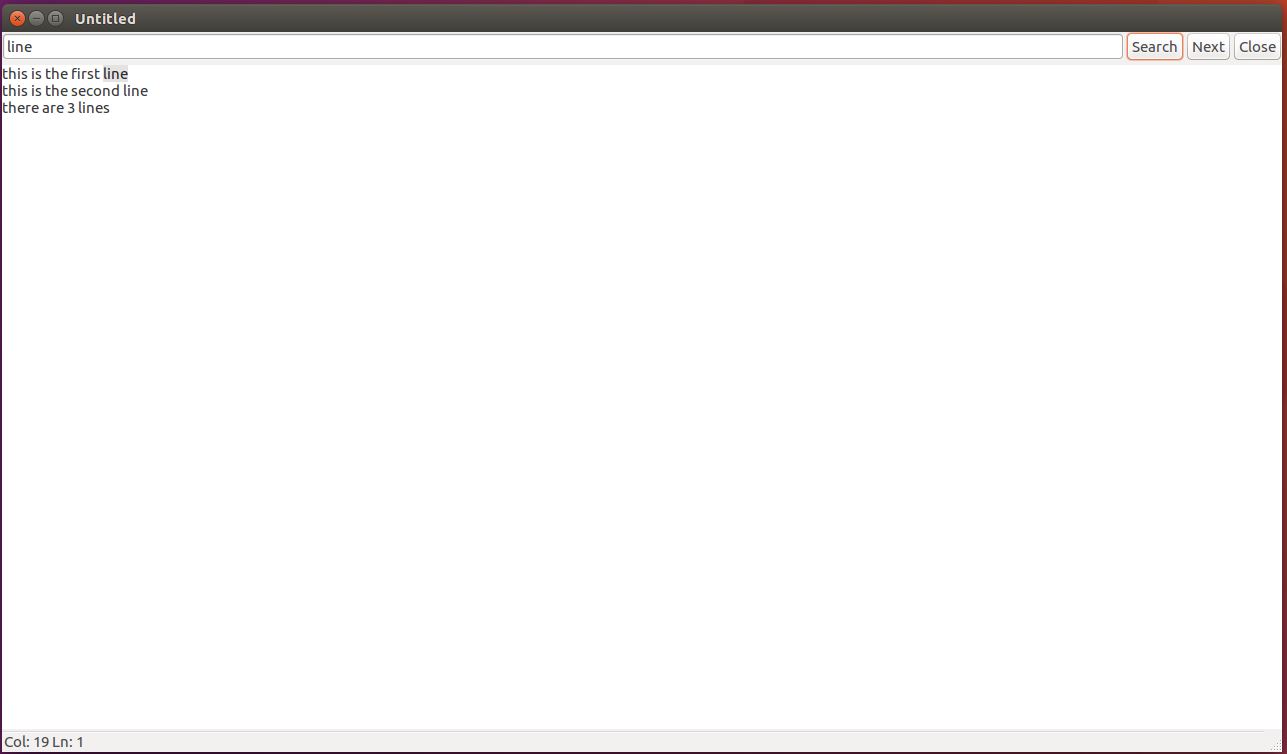 Untitled
line Search Next Close
this is the first line
this is the second line
there are 3 lines
Col: 19 Ln: 1